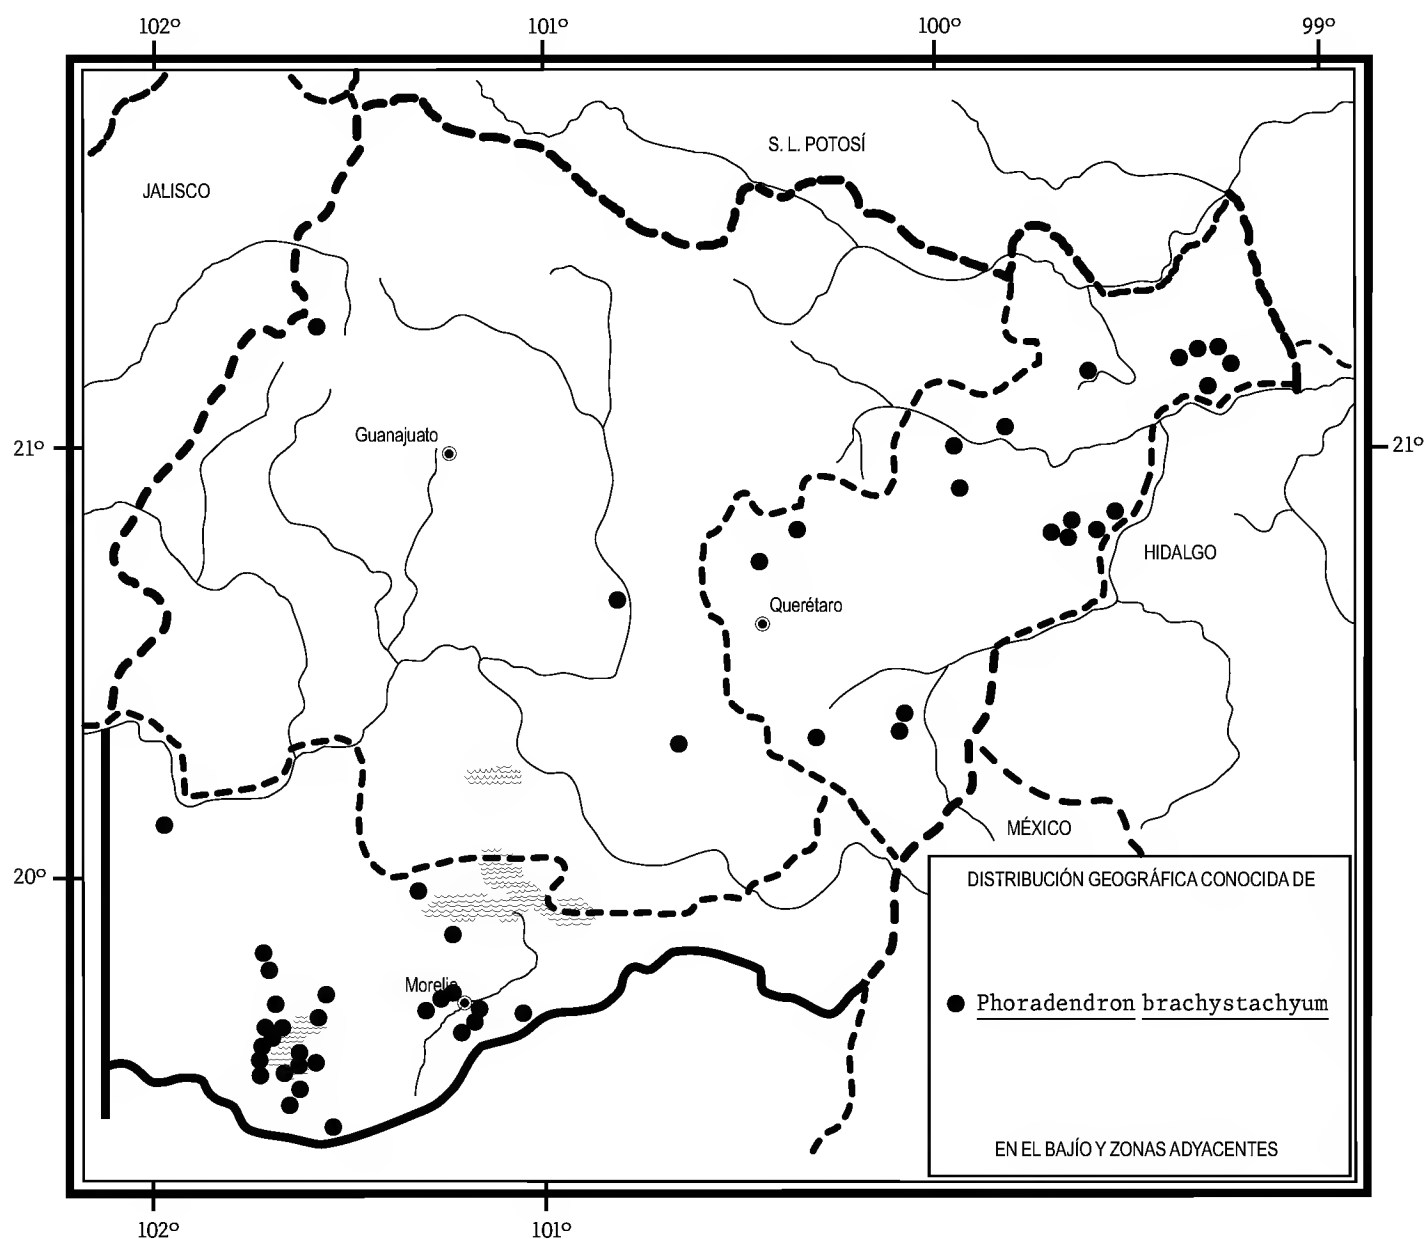 102º 101º 100º 99º
S. L. POTOSÍ
JALISCO
Guanajuato
21º 21º
HIDALGO
Querétaro
MÉXICO
20º
DISTRIBUCIÓN GEOGRÁFICA CONOCIDA DE
Morelia
Phoradendron brachystachyum
EN EL BAJÍO Y ZONAS ADYACENTES
102º 101º